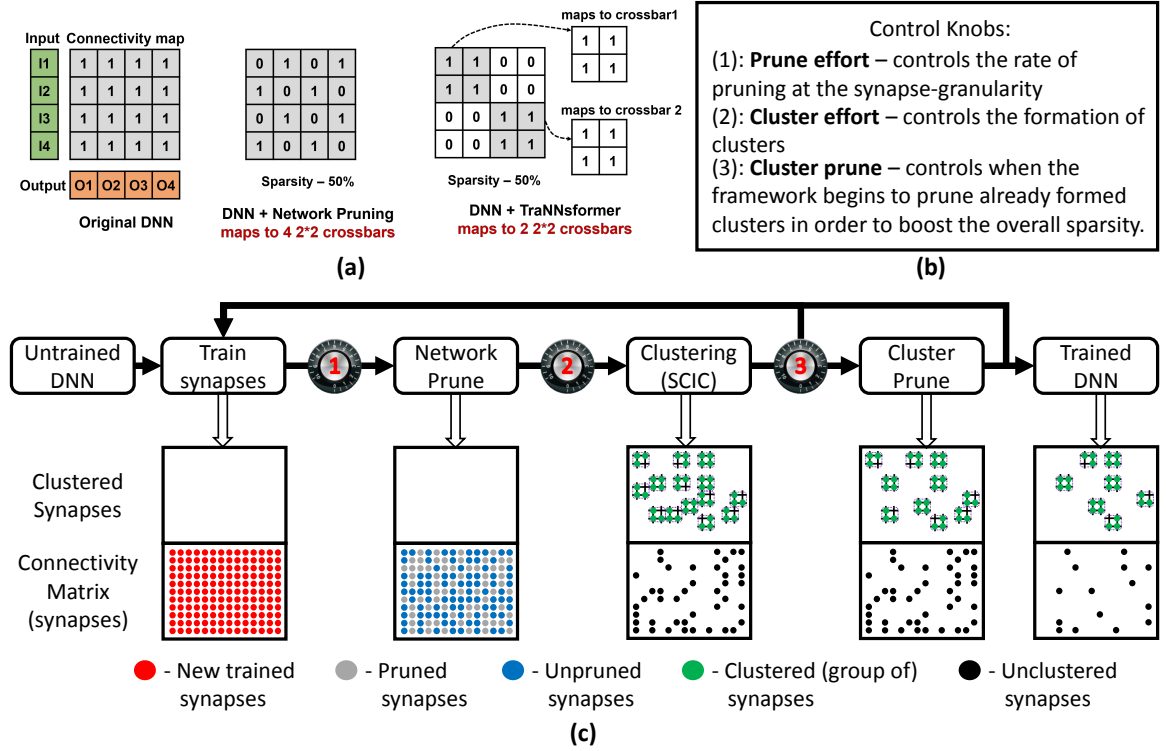 Input
Connectivity map
I1 1 1 1 1
I2 1 1 1 1
I3 1 1 1 1
I4 1 1 1 1
Output O1 O2 O3 O4
Original DNN
0 1 0 1
1 0 1 0
0 1 0 1
1 0 1 0
Sparsity – 50%
DNN + Network Pruning
maps to 4 2*2 crossbars
maps to crossbar1
1 1
1 1
1 1 0 0
1 1 0 0
0 0 1 1
0 0 1 1
maps to crossbar 2
1 1
1 1
Sparsity – 50%
DNN + TraNNsformer
maps to 2 2*2 crossbars
(a)
Control Knobs:
(1): Prune effort – controls the rate of
pruning at the synapse-granularity
(2): Cluster effort – controls the formation of
clusters
(3): Cluster prune – controls when the
framework begins to prune already formed
clusters in order to boost the overall sparsity.
(b)
Untrained
DNN
Train
synapses
1
Network
Prune
2
Clustering
(SCIC)
3
Cluster
Prune
Trained
DNN
Clustered
Synapses
Connectivity
Matrix
(synapses)
- New trained
synapses
- Pruned
synapses
- Unpruned
synapses
- Clustered (group of)
synapses
- Unclustered
synapses
(c)